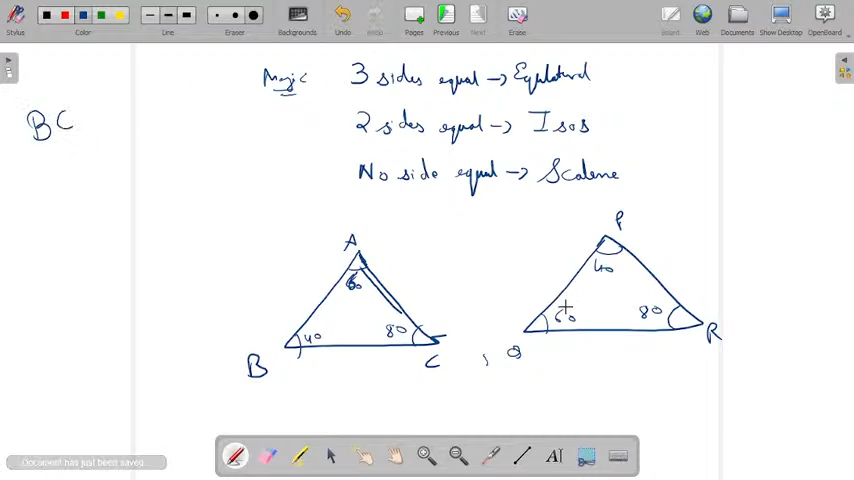 Stylus
Color
Line
Eraser
Backgrounds
Undo
Redo
Pages
Previous
Next
Erase
Board
Web
Documents
Show Desktop
OpenBoard
Magic
3 sides equal → Equilateral
2 sides equal → Isos
No side equal → Scalene
BC
A
60
40
80
B
C
,
P
40
60
80
Q
R
Document has just been saved...